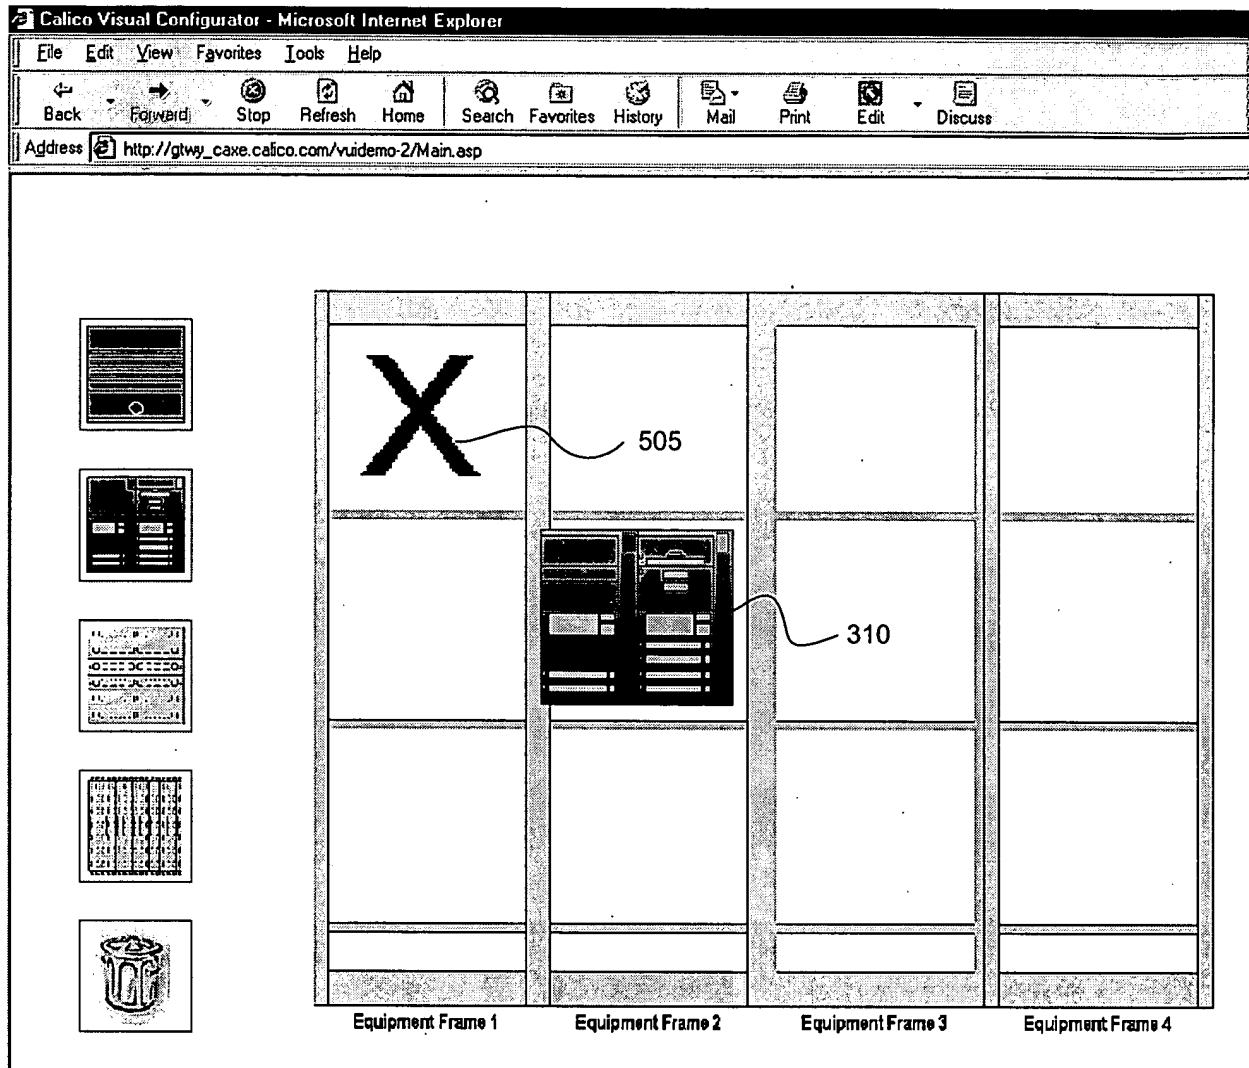 Calico Visual Configurator - Microsoft Internet Explorer
File Edit View Favorites Tools Help
Back Forward Stop Refresh Home Search Favorites History Mail Print Edit Discuss
Address http://gtwy_caxe.calico.com/vuidemo-2/Main.asp
X
505
310
Equipment Frame 1 Equipment Frame 2 Equipment Frame 3 Equipment Frame 4